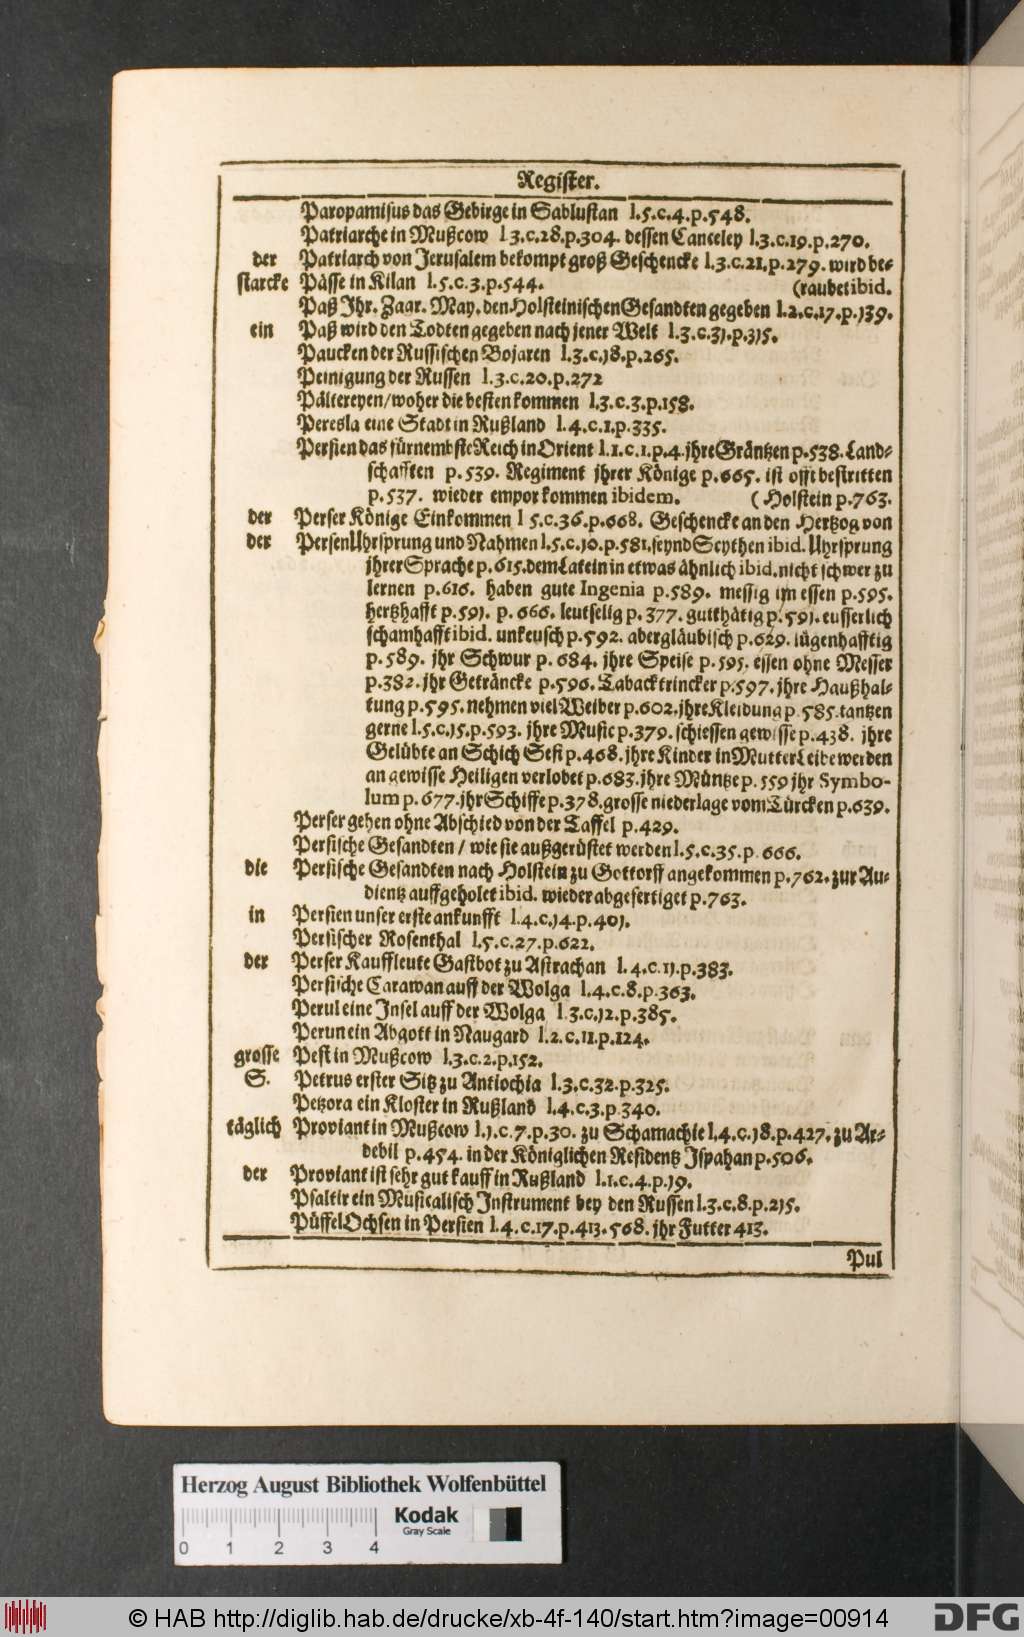 Register.
Paropamisus das Gebirge in Sablustan l.5.c.4.p.548.
Patriarche in Mußcow l 3.c.28.p.304. dessen Canceley l.3.c.19.p.270.
der Patriarch von Jerusalem bekompt groß Geschencke l.3.c.21.p.279. wird be-
starcke Pässe in Kilan l.5.c.3.p.544. (raubet ibid.
Paß Jhr. Zaar. May. den Holsteinischen Gesandten gegeben l.2.c.17.p.139.
ein Paß wird den Todten gegeben nach jener Welt l.3.c.31.p.315.
Paucken der Russischen Bojaren l.3.c.18.p.265.
Peinigung der Russen l.3.c.20.p.272
Pältereyen/woher die besten kommen l.3.c.3.p.158.
Peresla eine Stadt in Rußland l.4.c.1.p.335.
Persien das fürnembste Reich in Orient l.1.c.1.p.4. jhre Gräntzen p.538. Land-
schafften p.539. Regiment jhrer Könige p.665. ist offt bestritten
p.537. wieder empor kommen ibidem. ( Holstein p.763.
der Perser Könige Einkommen l 5.c.36.p.668. Geschencke an den Hertzog von
der Persen Uhrsprung und Nahmen l.5.c.10.p.581. seynd Scythen ibid. Uhrsprung
jhrer Sprache p.615. dem Latein in etwas ähnlich ibid. nicht schwer zu
lernen p.616. haben gute Ingenia p.589. messig im essen p.595.
hertzhafft p.591. p.666. leutselig p.377. gutthätig p.591. eusserlich
schamhafft ibid. unkeusch p.592. abergläubisch p.629. lügenhafftig
p.589. jhr Schwur p.684. jhre Speise p.595. essen ohne Messer
p.382. jhr Geträncke p.596. Taback trincker p.597. jhre Haußhal-
tung p.595. nehmen viel Weiber p.602. jhre Kleidung p.585. tantzen
gerne l.5.c.15.p.593. jhre Music p.379. schiessen gewisse p.438. jhre
Gelübte an Schich Sefi p.468. jhre Kinder in Mutter Leibe werden
an gewisse Heiligen verlobet p.683. jhre Müntze p.559 jhr Symbo-
lum p.677. jhr Schiffe p.378. grosse niederlage vom Türcken p.639.
Perser gehen ohne Abschied von der Taffel p.429.
Persische Gesandten / wie sie außgerüstet werden l.5.c.35.p.666.
die Persische Gesandten nach Holstein zu Gottorff angekommen p.762. zur Au-
dientz auffgeholet ibid. wieder abgefertiget p.763.
in Persien unser erste ankunfft l.4.c.14.p.401.
Persischer Rosenthal l.5.c.27.p.622.
der Perser Kauffleute Gastbot zu Astrachan l.4.c.11.p.383.
Persische Carawan auff der Wolga l.4.c.8.p.363.
Perul eine Insel auff der Wolga l.3.c.12.p.385.
Perun ein Abgott in Naugard l.2.c.11.p.124.
grosse Pest in Mußcow l.3.c.2.p.152.
S. Petrus erster Sitz zu Antiochia l.3.c.32.p.325.
Petzora ein Kloster in Rußland l.4.c.3.p.340.
täglich Proviant in Mußcow l.1.c.7.p.30. zu Schamachie l.4.c.18.p.427. zu Ar-
debil p.454. in der Königlichen Residentz Ispahan p.506.
der Proviant ist sehr gut kauff in Rußland l.1.c.4.p.19.
Psaltir ein Musicalisch Instrument bey den Russen l.3.c.8.p.215.
Püffel Ochsen in Persien l.4.c.17.p.413. 568. jhr Futter 413.
Pul
Herzog August Bibliothek Wolfenbüttel
Kodak
Gray Scale
0 1 2 3 4
© HAB http://diglib.hab.de/drucke/xb-4f-140/start.htm?image=00914
DFG